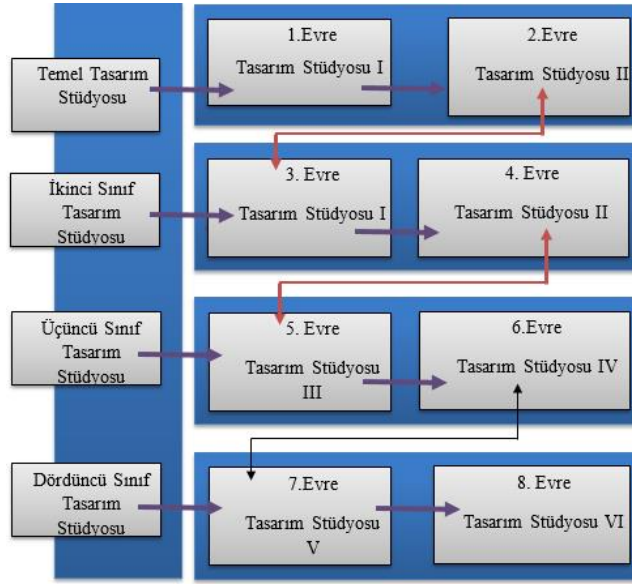 Temel Tasarım
Stüdyosu
1.Evre
Tasarım Stüdyosu I
2.Evre
Tasarım Stüdyosu II
İkinci Sınıf
Tasarım
Stüdyosu
3. Evre
Tasarım Stüdyosu I
4. Evre
Tasarım Stüdyosu II
Üçüncü Sınıf
Tasarım
Stüdyosu
5. Evre
Tasarım Stüdyosu
III
6.Evre
Tasarım Stüdyosu IV
Dördüncü Sınıf
Tasarım
Stüdyosu
7.Evre
Tasarım Stüdyosu
V
8. Evre
Tasarım Stüdyosu VI